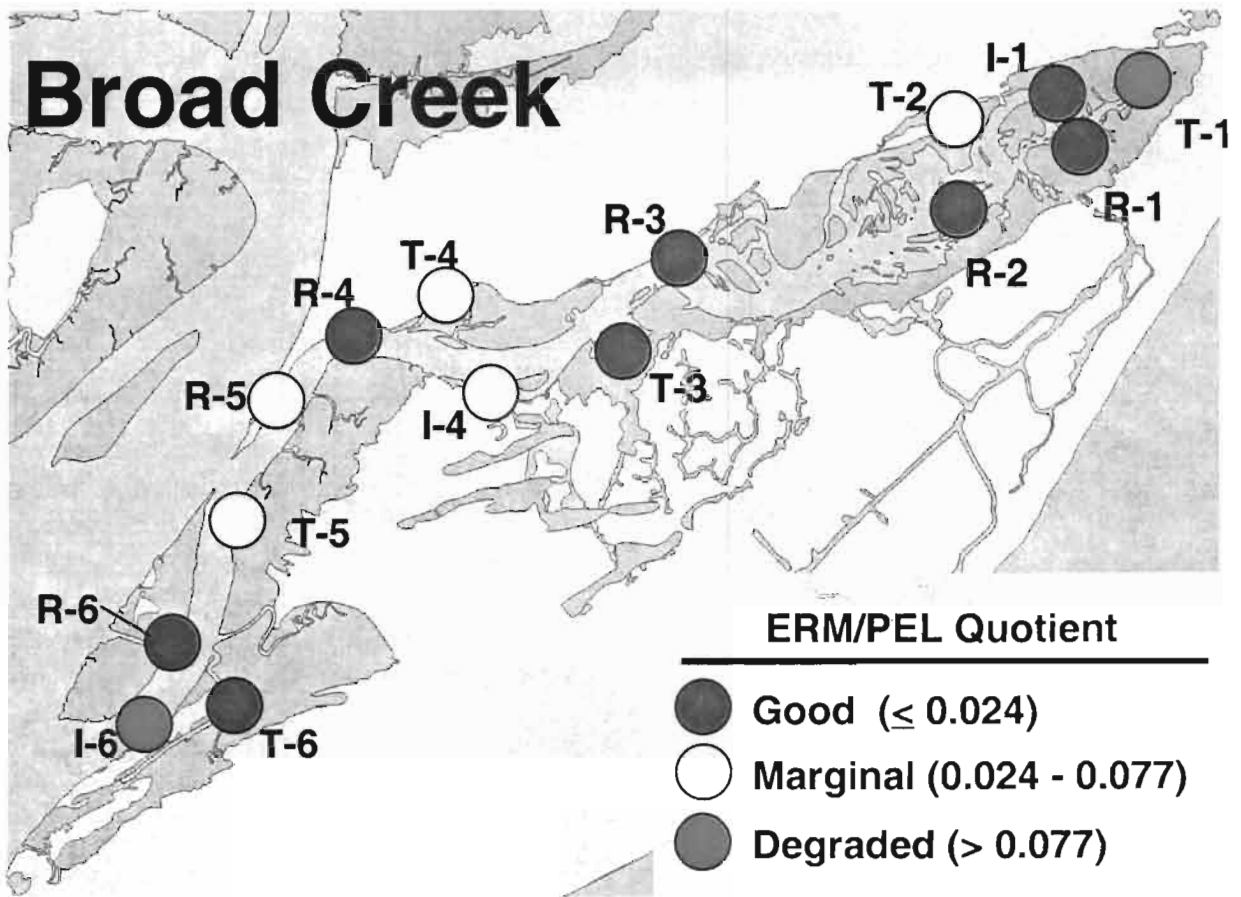 Broad Creek
I-1
T-2
T-1
R-1
R-3
R-2
T-4
R-4
T-3
R-5
I-4
T-5
R-6
I-6
T-6
ERM/PEL Quotient
Good (≤ 0.024)
Marginal (0.024 - 0.077)
Degraded (> 0.077)